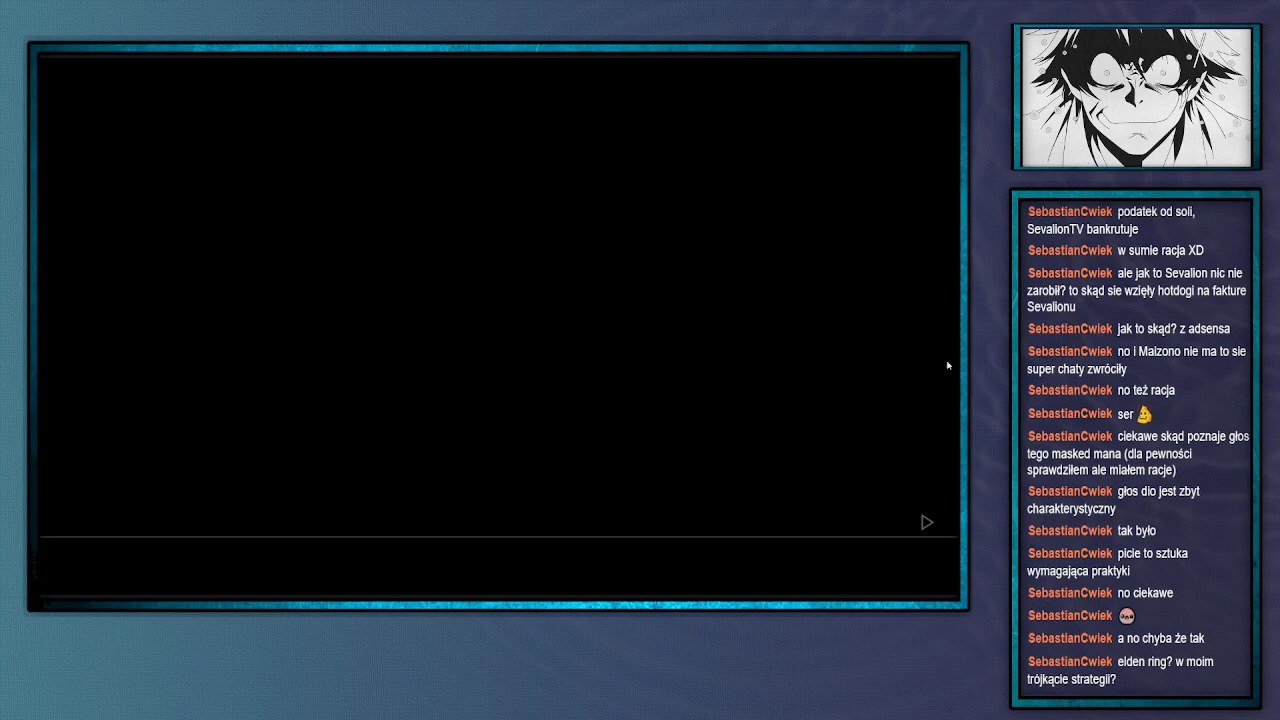 SebastianCwiek podatek od soli,
SevalionTV bankrutuje
SebastianCwiek w sumie racja XD
SebastianCwiek ale jak to Sevalion nic nie
zarobił? to skąd sie wzięły hotdogi na fakture
Sevalionu
SebastianCwiek jak to skąd? z adsensa
SebastianCwiek no i Maizono nie ma to sie
super chaty zwróciły
SebastianCwiek no też racja
SebastianCwiek ser
SebastianCwiek ciekawe skąd poznaje głos
tego masked mana (dla pewności
sprawdziłem ale miałem racje)
SebastianCwiek głos dio jest zbyt
charakterystyczny
SebastianCwiek tak było
SebastianCwiek picie to sztuka
wymagająca praktyki
SebastianCwiek no ciekawe
SebastianCwiek
SebastianCwiek a no chyba że tak
SebastianCwiek elden ring? w moim
trójkącie strategii?